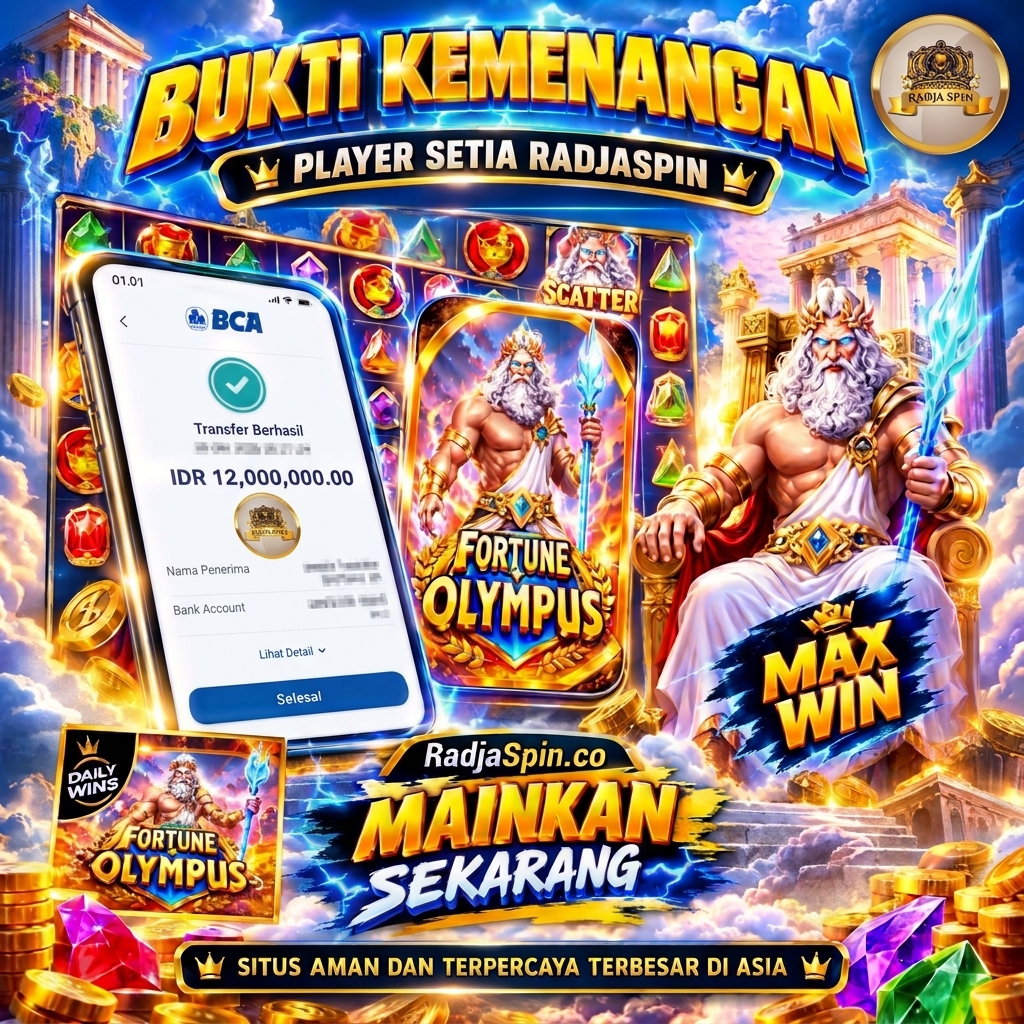 BUKTI KEMENANGAN
RADJA SPIN
PLAYER SETIA RADJASPIN
SCATTER
01.01
BCA
Transfer Berhasil
IDR 12,000,000.00
Nama Penerima
Bank Account
Lihat Detail
Selesai
FORTUNE
OLYMPUS
MAX
WIN
RadjaSpin.co
DAILY
WINS
FORTUNE
OLYMPUS
MAINKAN
SEKARANG
SITUS AMAN DAN TERPERCAYA TERBESAR DI ASIA